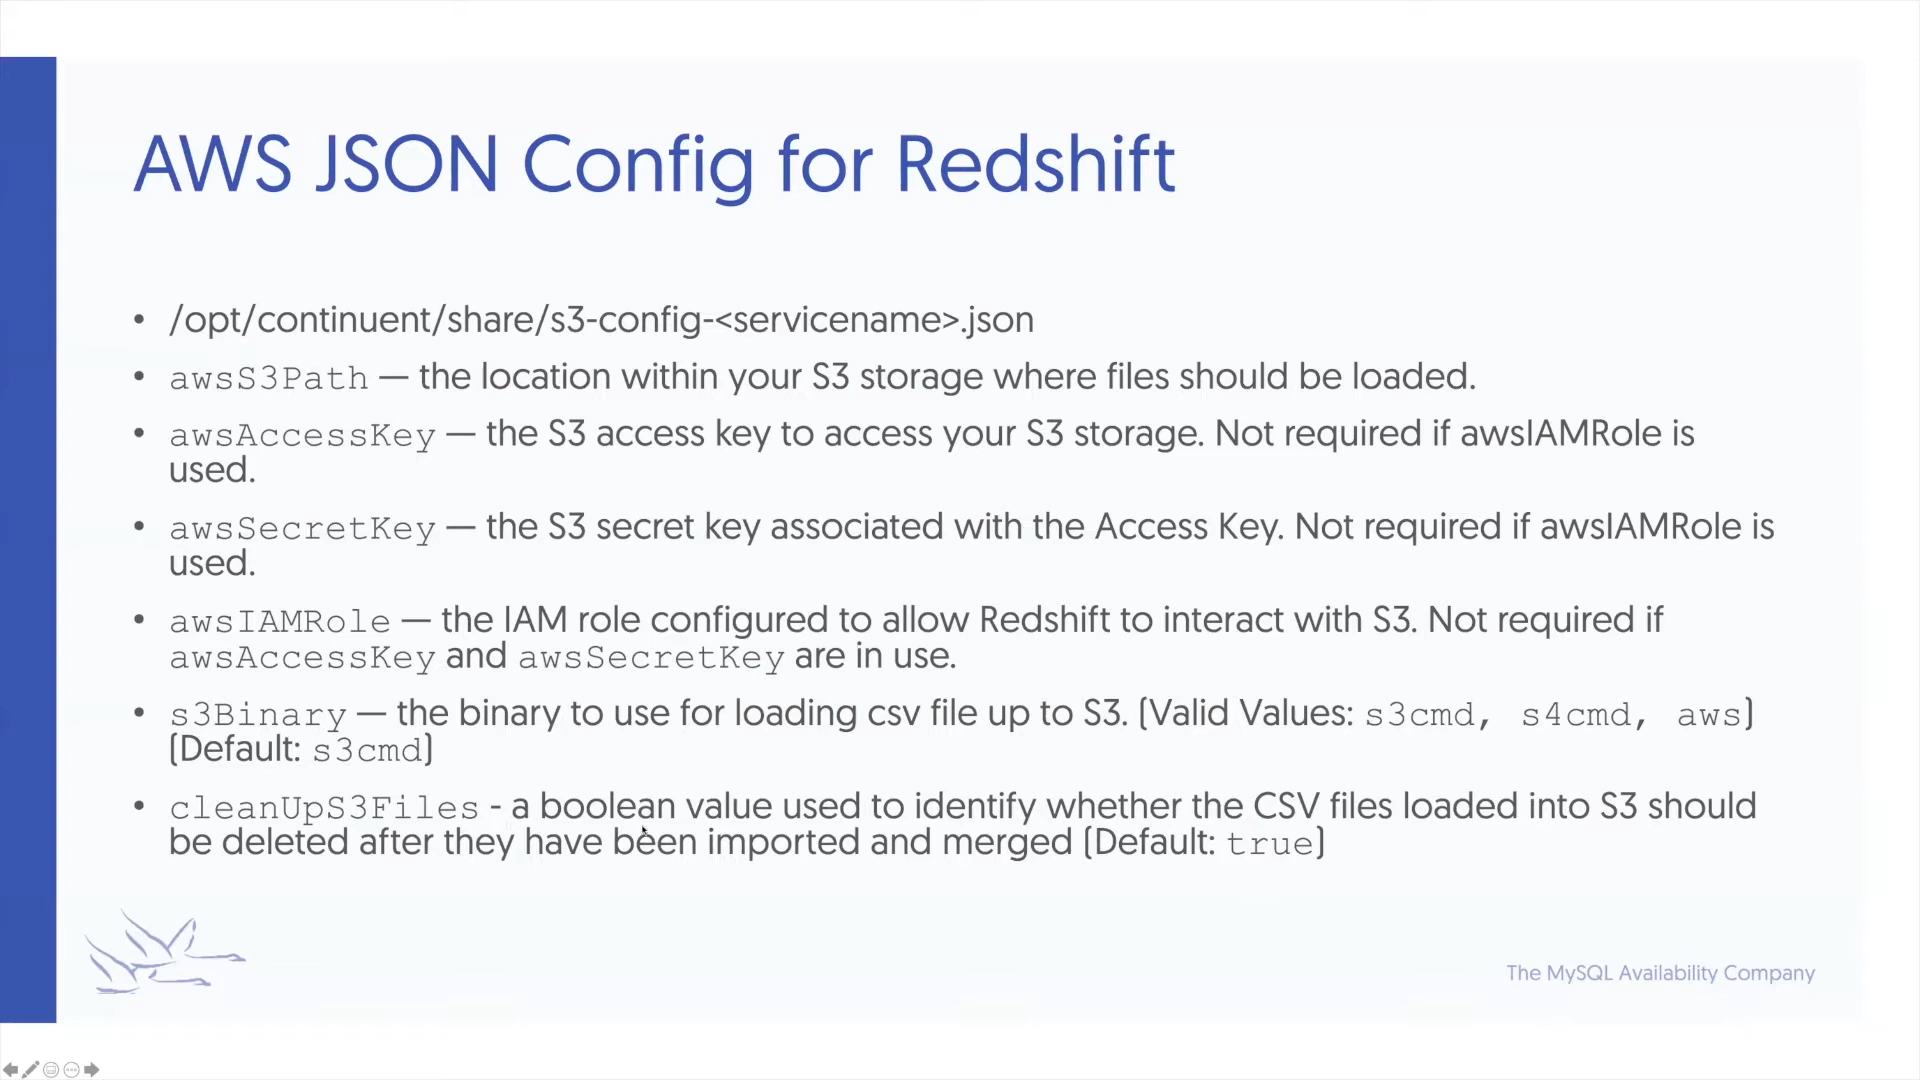 AWS JSON Config for Redshift
• /opt/continuent/share/s3-config-<servicename>.json
• awsS3Path — the location within your S3 storage where files should be loaded.
• awsAccessKey — the S3 access key to access your S3 storage. Not required if awsIAMRole is
used.
• awsSecretKey — the S3 secret key associated with the Access Key. Not required if awsIAMRole is
used.
• awsIAMRole — the IAM role configured to allow Redshift to interact with S3. Not required if
awsAccessKey and awsSecretKey are in use.
• s3Binary — the binary to use for loading csv file up to S3. (Valid Values: s3cmd, s4cmd, aws)
(Default: s3cmd)
• cleanUpS3Files - a boolean value used to identify whether the CSV files loaded into S3 should
be deleted after they have been imported and merged (Default: true)
The MySQL Availability Company